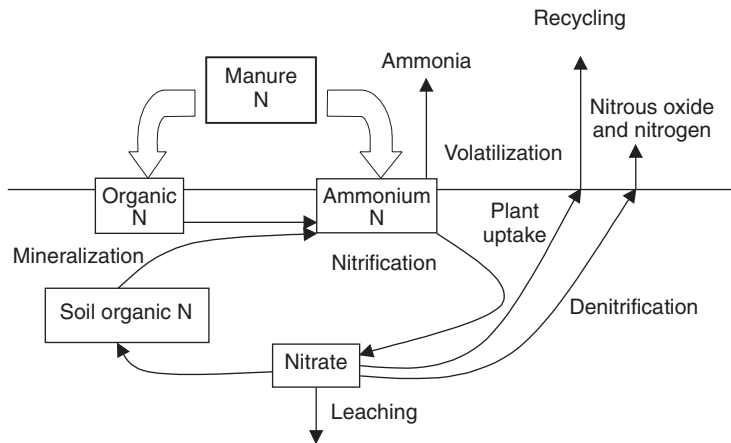 Recycling
Manure
N
Ammonia
Nitrous oxide
and nitrogen
Volatilization
Organic
N
Ammonium
N
Plant
uptake
Mineralization
Nitrification
Soil organic N
Denitrification
Nitrate
Leaching